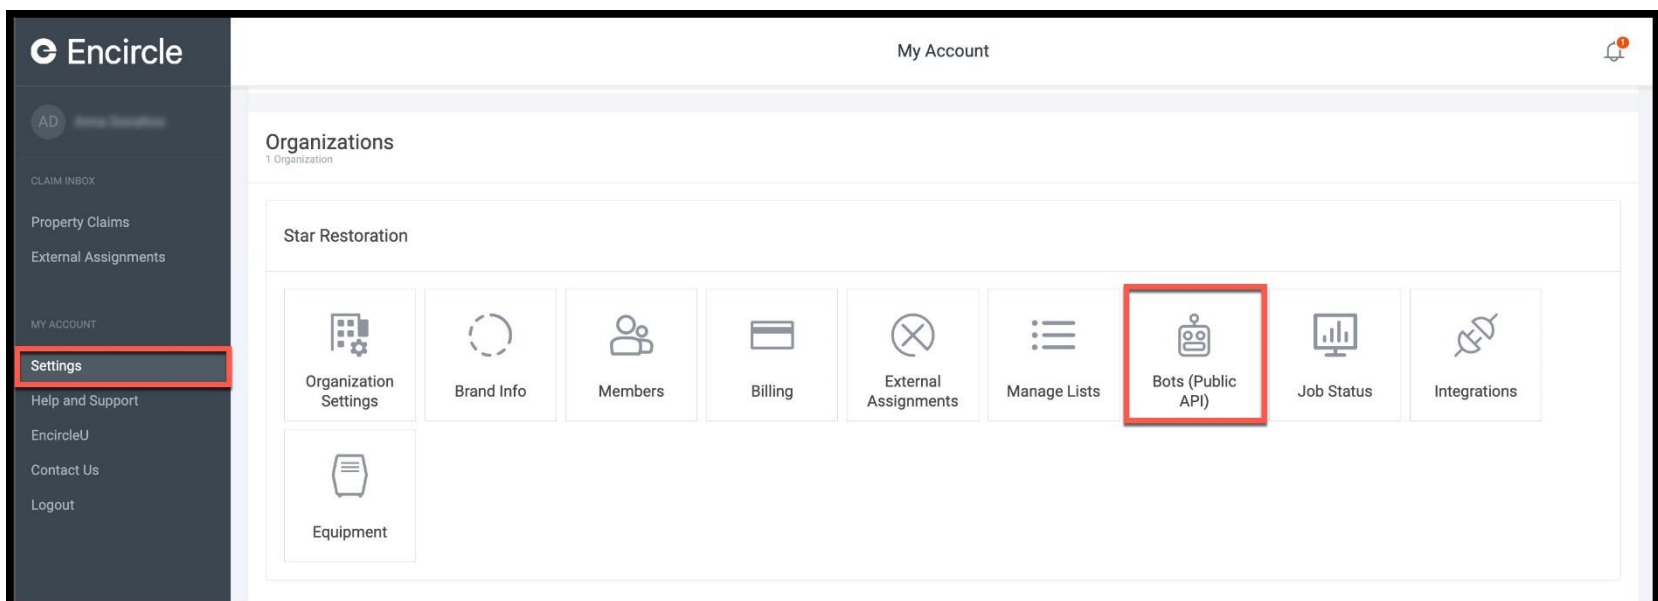 Encircle
My Account
1
AD
CLAIM INBOX
Property Claims
External Assignments
MY ACCOUNT
Settings
Help and Support
EncircleU
Contact Us
Logout
Organizations
1 Organization
Star Restoration
Organization
Settings
Brand Info
Members
Billing
External
Assignments
Manage Lists
Bots (Public
API)
Job Status
Integrations
Equipment